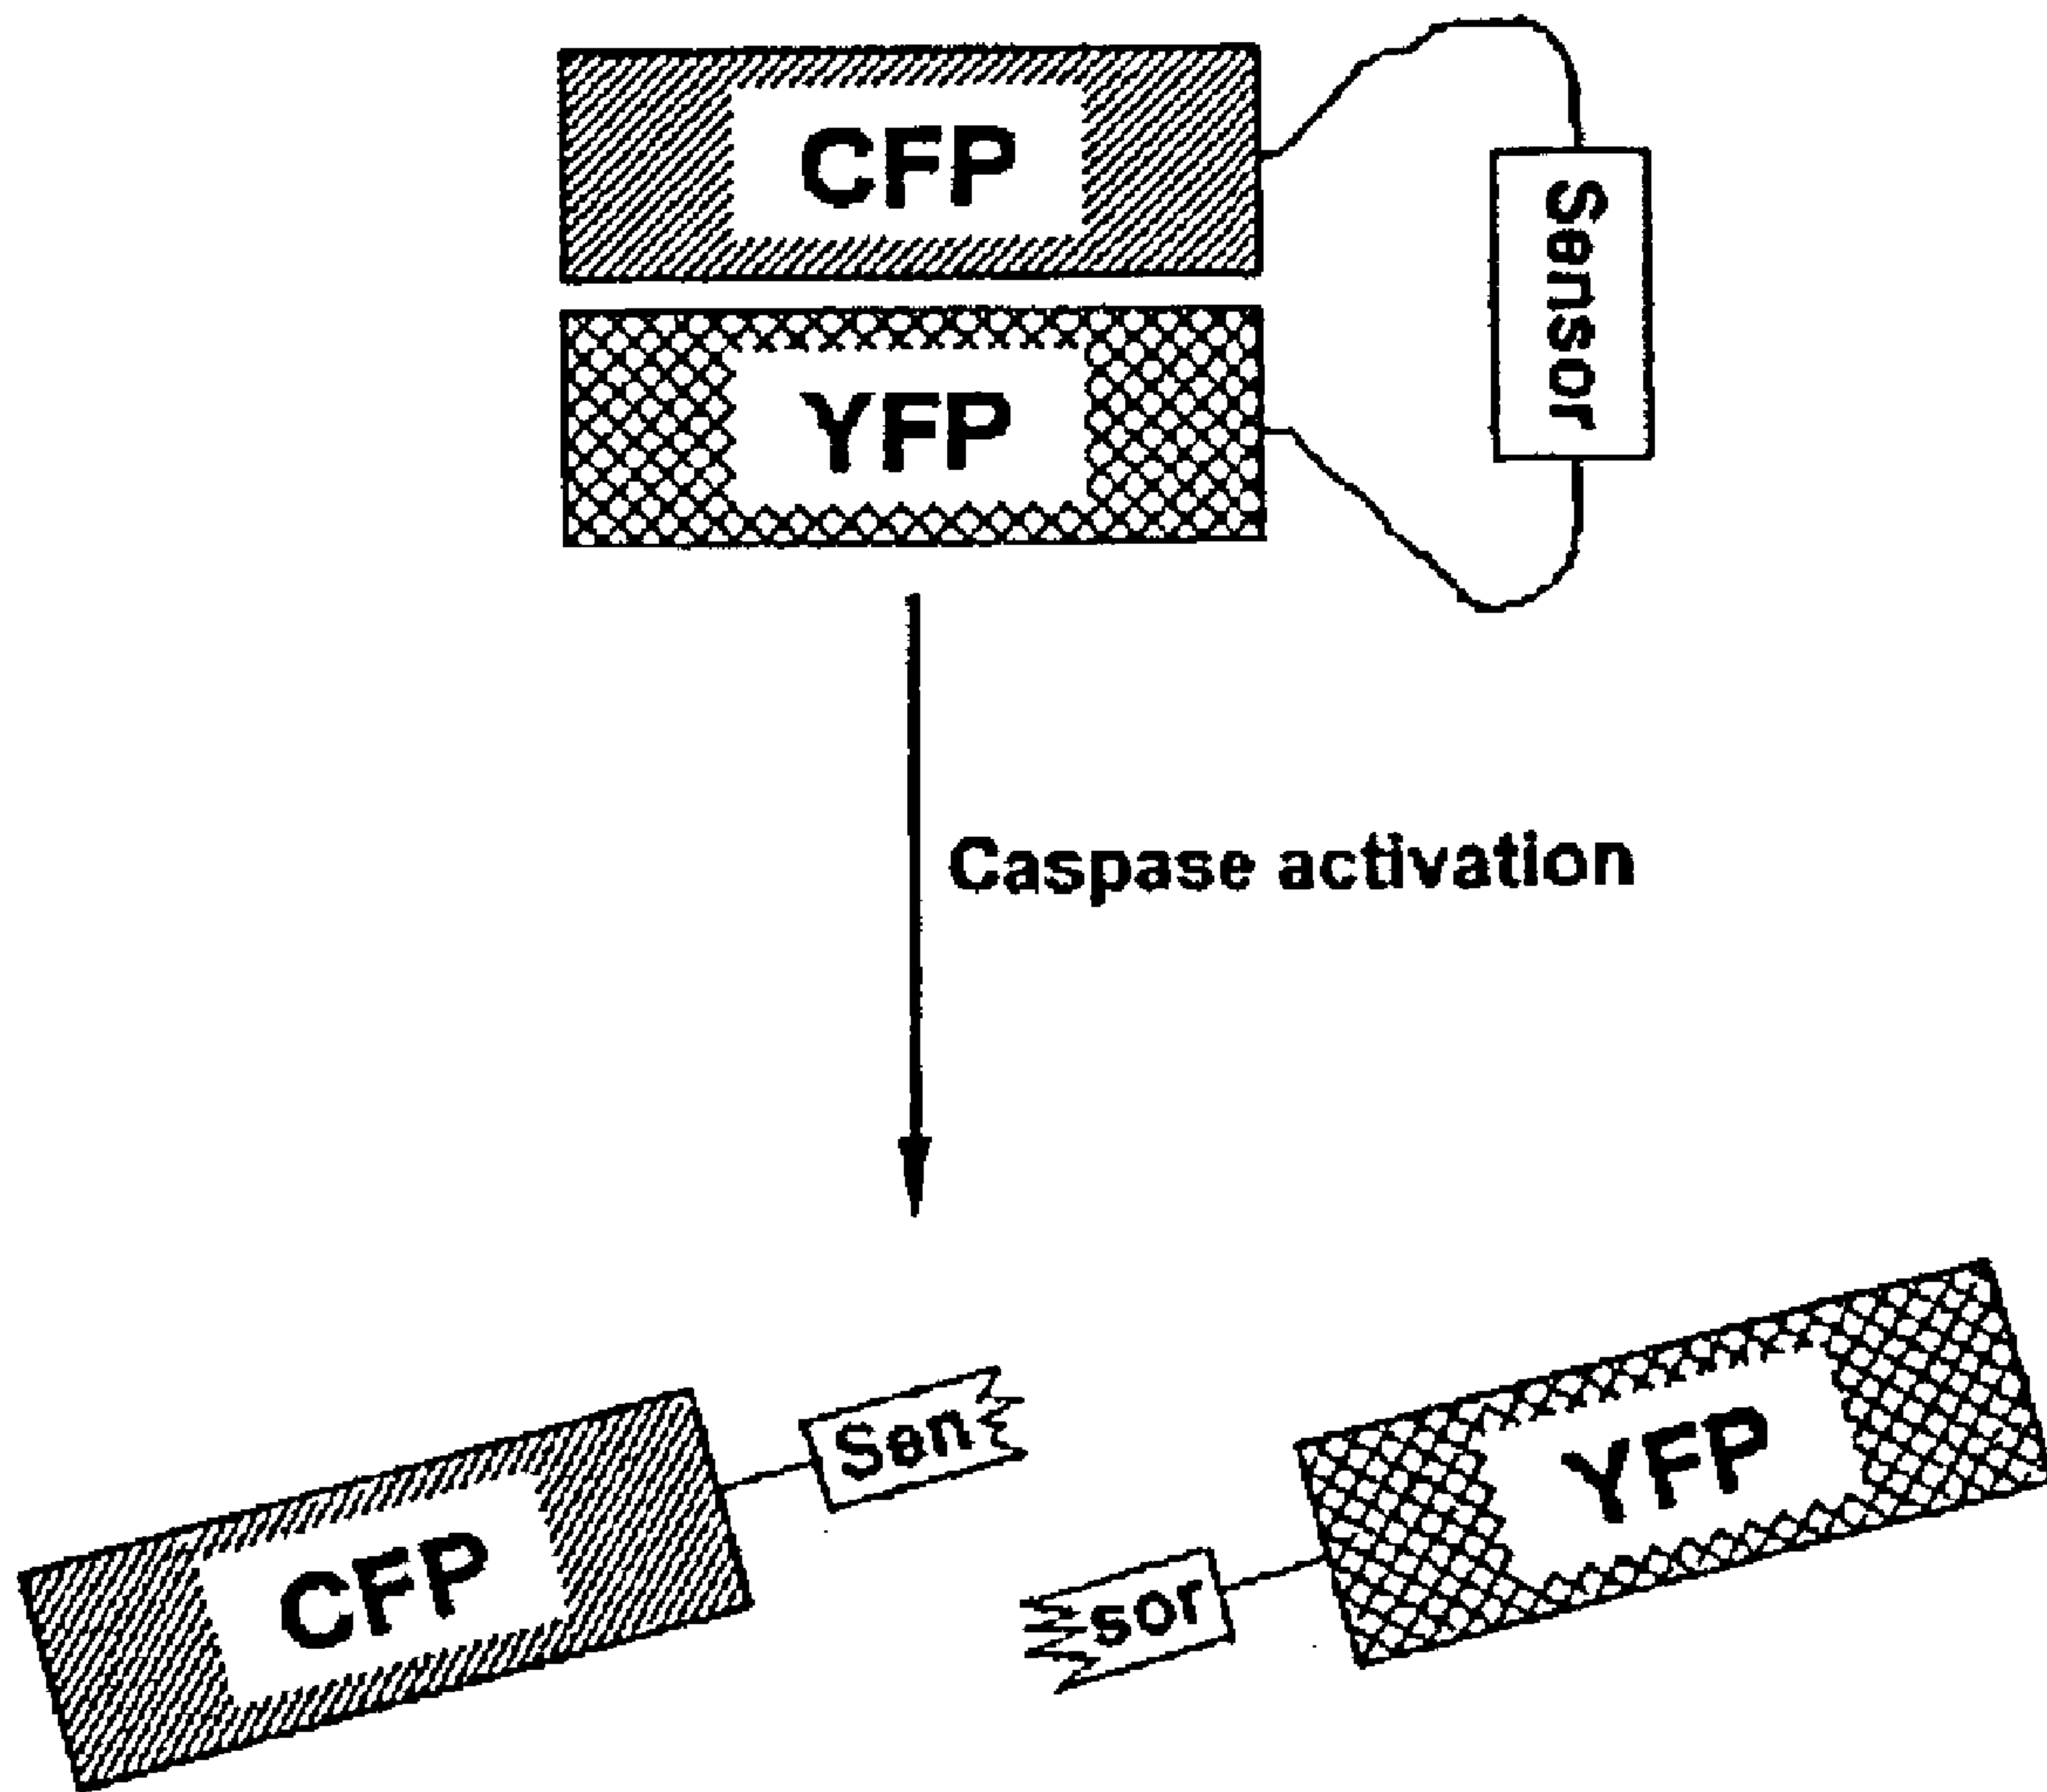 CFP
Sensor
YFP
Caspase activation
Sen
CFP
YFP
sor